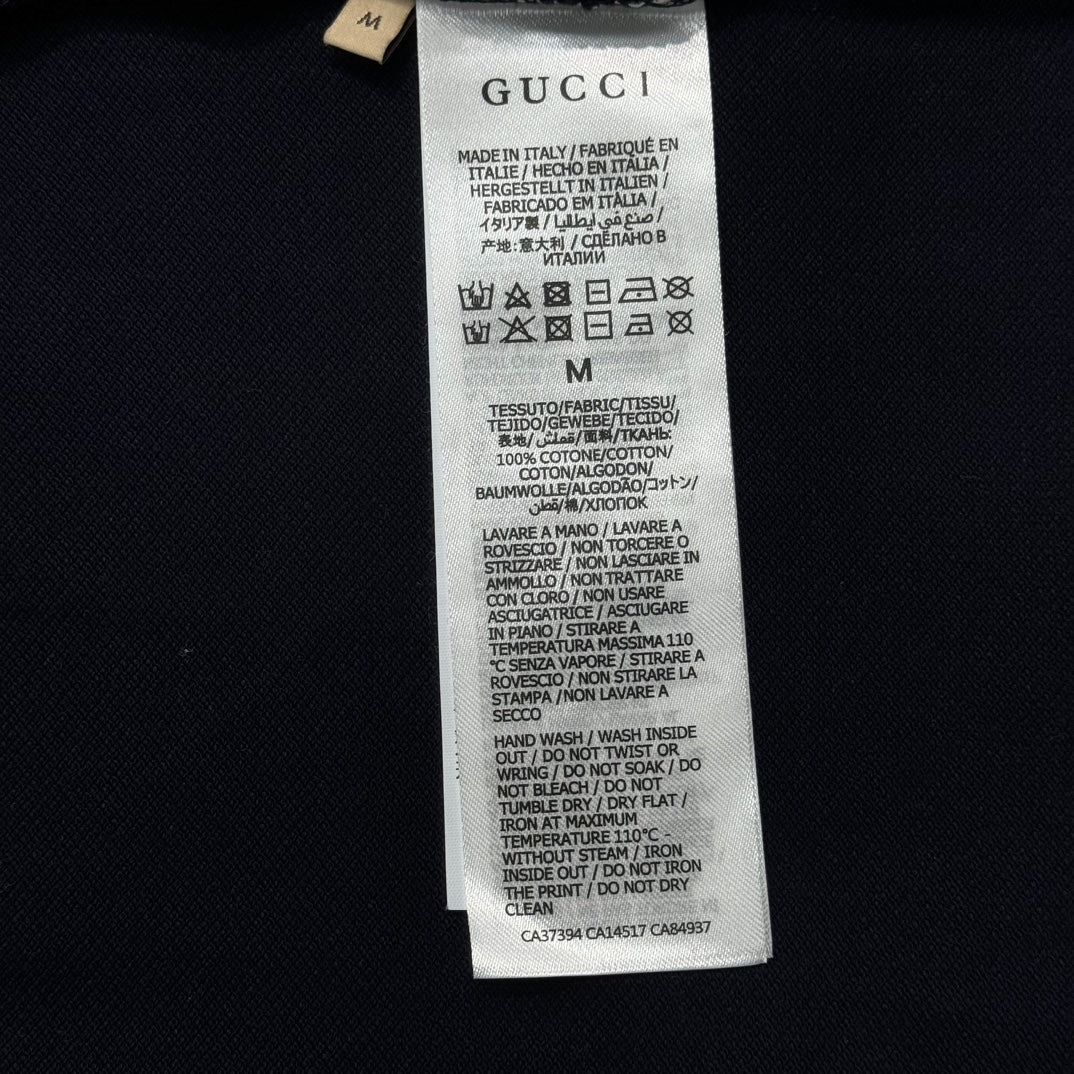 M
GUCCI
MADE IN ITALY / FABRIQUÉ EN
ITALIE / HECHO EN ITALIA /
HERGESTELLT IN ITALIEN /
FABRICADO EM ITÁLIA /
イタリア製 / صنع في إيطاليا /
产地:意大利 / СДЕЛАНО В
ИТАЛИИ
M
TESSUTO/FABRIC/TISSU/
TEJIDO/GEWEBE/TECIDO/
表地/قماش/面料/ТКАНЬ:
100% COTONE/COTTON/
COTON/ALGODON/
BAUMWOLLE/ALGODÃO/コットン/
قطن/棉/ХЛОПОК
LAVARE A MANO / LAVARE A
ROVESCIO / NON TORCERE O
STRIZZARE / NON LASCIARE IN
AMMOLLO / NON TRATTARE
CON CLORO / NON USARE
ASCIUGATRICE / ASCIUGARE
IN PIANO / STIRARE A
TEMPERATURA MASSIMA 110
°C SENZA VAPORE / STIRARE A
ROVESCIO / NON STIRARE LA
STAMPA / NON LAVARE A
SECCO
HAND WASH / WASH INSIDE
OUT / DO NOT TWIST OR
WRING / DO NOT SOAK / DO
NOT BLEACH / DO NOT
TUMBLE DRY / DRY FLAT /
IRON AT MAXIMUM
TEMPERATURE 110°C -
WITHOUT STEAM / IRON
INSIDE OUT / DO NOT IRON
THE PRINT / DO NOT DRY
CLEAN
CA37394 CA14517 CA84937